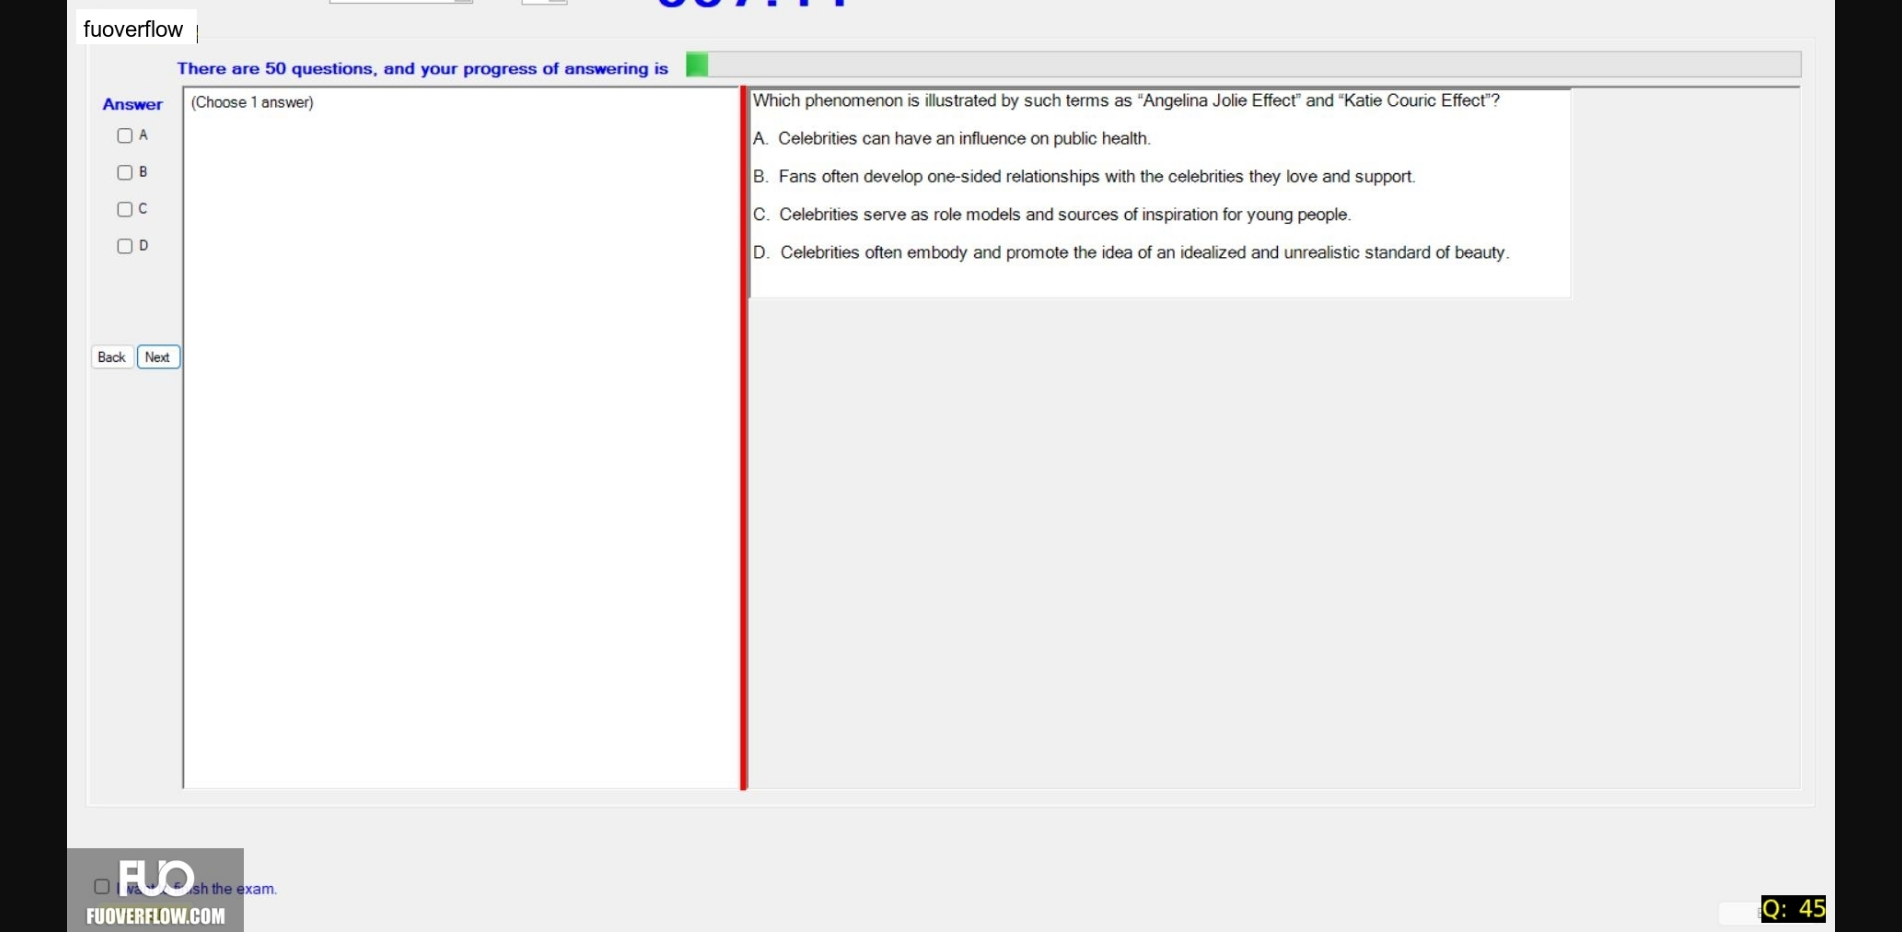 fuoverflow
There are 50 questions, and your progress of answering is
Answer
(Choose 1 answer)
A
B
C
D
Back Next
Which phenomenon is illustrated by such terms as “Angelina Jolie Effect” and “Katie Couric Effect”?
A. Celebrities can have an influence on public health.
B. Fans often develop one-sided relationships with the celebrities they love and support.
C. Celebrities serve as role models and sources of inspiration for young people.
D. Celebrities often embody and promote the idea of an idealized and unrealistic standard of beauty.
FUO
the exam.
FUOVERFLOW.COM
Q: 45